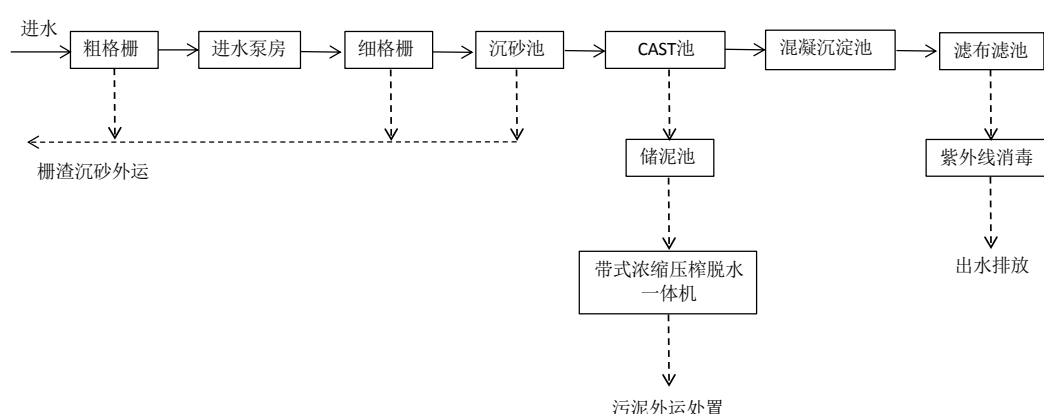 进水
粗格栅
进水泵房
细格栅
沉砂池
CAST池
混凝沉淀池
滤布滤池
栅渣沉砂外运
储泥池
紫外线消毒
带式浓缩压榨脱水
一体机
出水排放
污泥外运处置